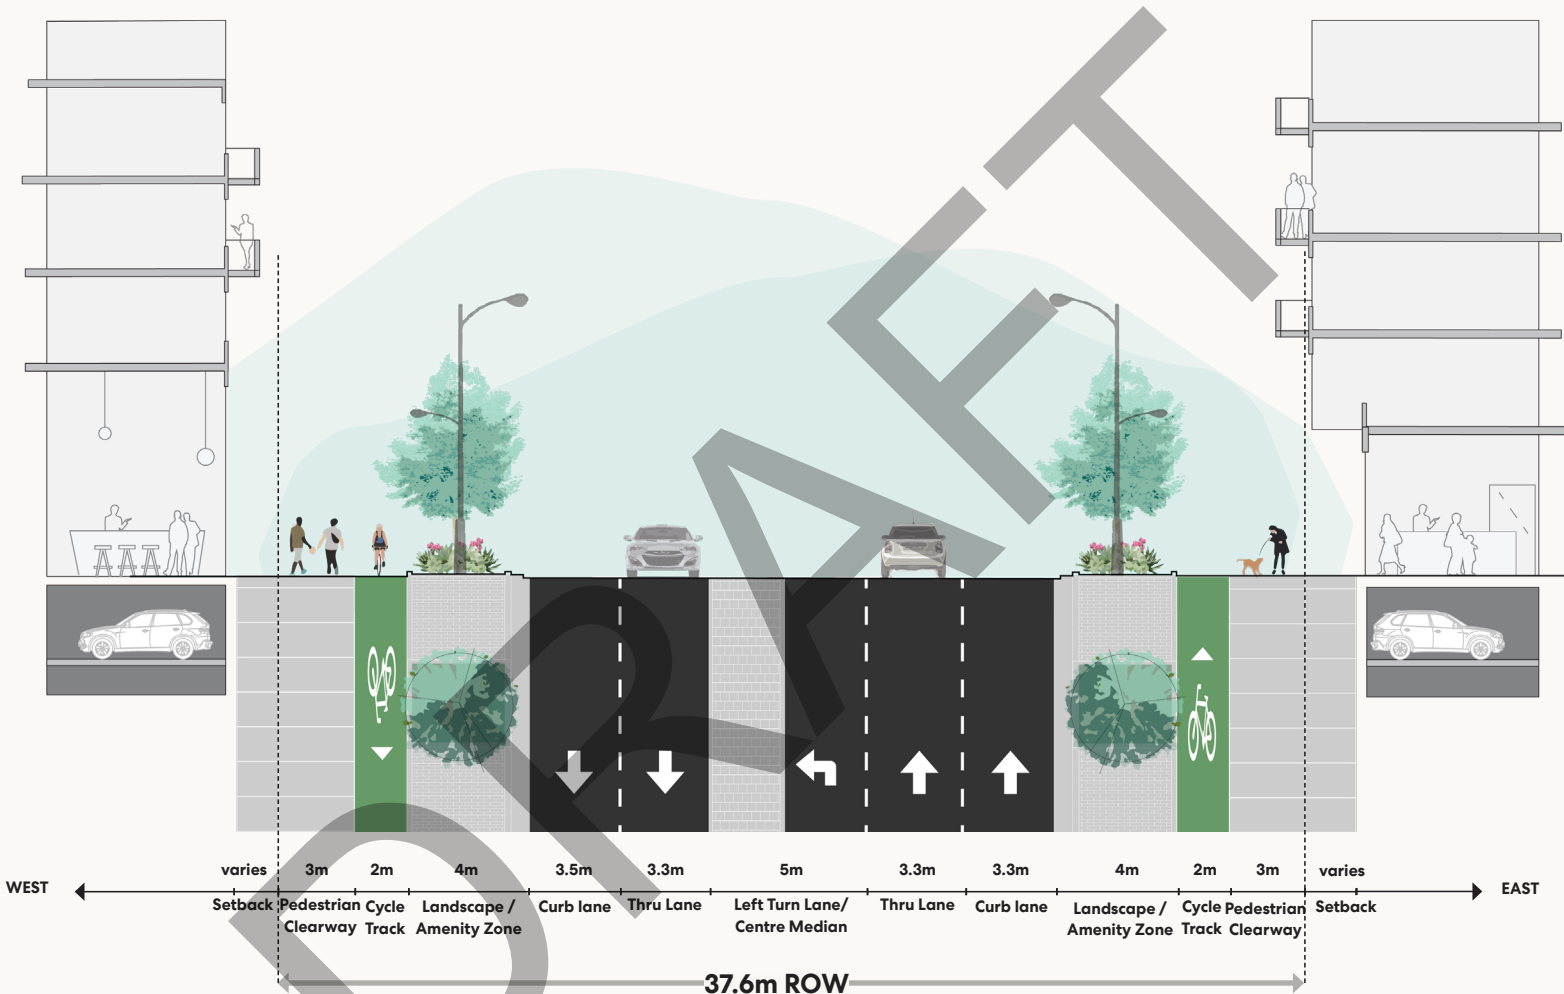 DRAFT
varies 3m 2m 4m 3.5m 3.3m 5m 3.3m 3.3m 4m 2m 3m varies
WEST EAST
Setback Pedestrian Cycle Landscape / Curb lane Thru Lane Left Turn Lane/ Thru Lane Curb lane Landscape / Cycle Pedestrian Setback
Clearway Track Amenity Zone Centre Median Amenity Zone Track Clearway
37.6m ROW